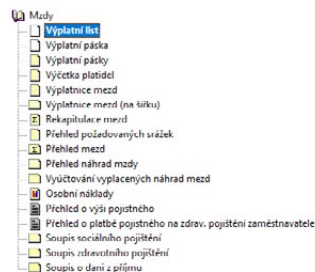 Mzdy
Výplatní list
Výplatní páska
Výplatní pásky
Výčetka platidel
Výplatnice mezd
Výplatnice mezd (na šířku)
Rekapitulace mezd
Přehled požadovaných srážek
Přehled mezd
Přehled náhrad mzdy
Vyúčtování vyplacených náhrad mezd
Osobní náklady
Přehled o výši pojistného
Přehled o platbě pojistného na zdrav. pojištění zaměstnavatele
Soupis sociálního pojištění
Soupis zdravotního pojištění
Soupis o dani z příjmu